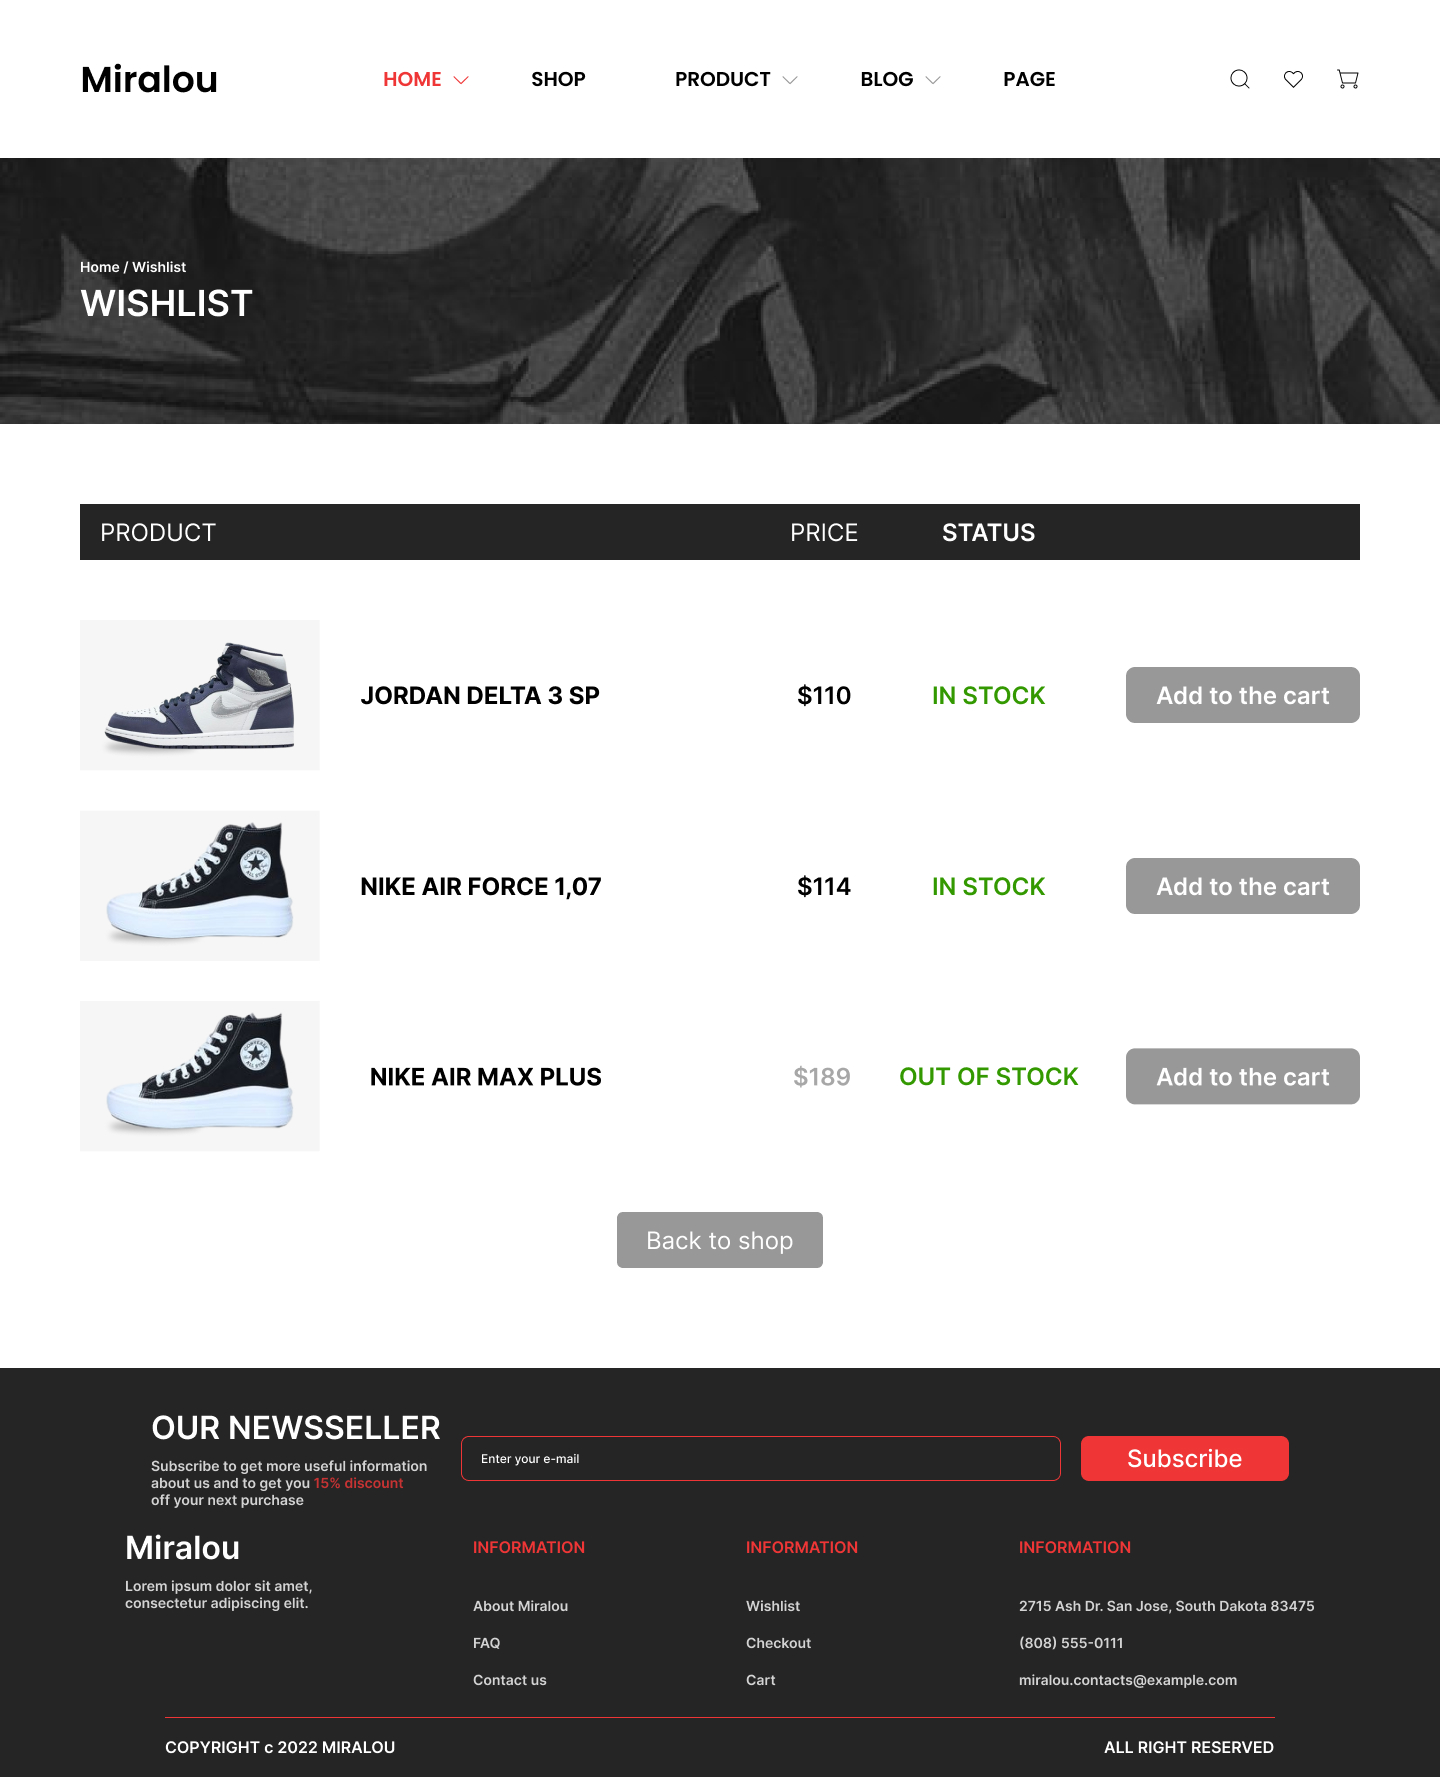 Miralou
HOME
SHOP
PRODUCT
BLOG
PAGE
Home / Wishlist
WISHLIST
PRODUCT
PRICE
STATUS
JORDAN DELTA 3 SP
$110
IN STOCK
Add to the cart
CONVERSE
ALL STAR
NIKE AIR FORCE 1,07
$114
IN STOCK
Add to the cart
CONVERSE
ALL STAR
NIKE AIR MAX PLUS
$189
OUT OF STOCK
Add to the cart
Back to shop
OUR NEWSSELLER
Subscribe to get more useful information
about us and to get you 15% discount
off your next purchase
Enter your e-mail
Subscribe
Miralou
Lorem ipsum dolor sit amet,
consectetur adipiscing elit.
INFORMATION
About Miralou
FAQ
Contact us
INFORMATION
Wishlist
Checkout
Cart
INFORMATION
2715 Ash Dr. San Jose, South Dakota 83475
(808) 555-0111
miralou.contacts@example.com
COPYRIGHT c 2022 MIRALOU
ALL RIGHT RESERVED